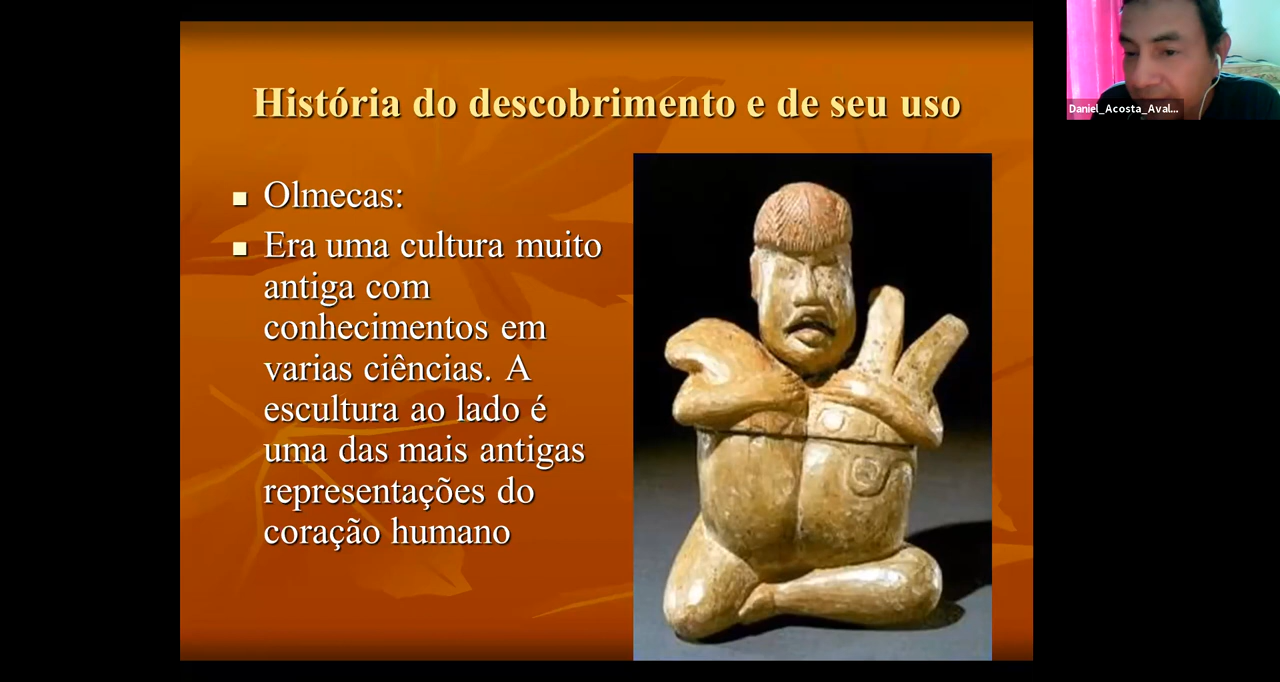 História do descobrimento e de seu uso
Daniel_Acosta_Aval...
Olmecas:
Era uma cultura muito
antiga com
conhecimentos em
varias ciências. A
escultura ao lado é
uma das mais antigas
representações do
coração humano